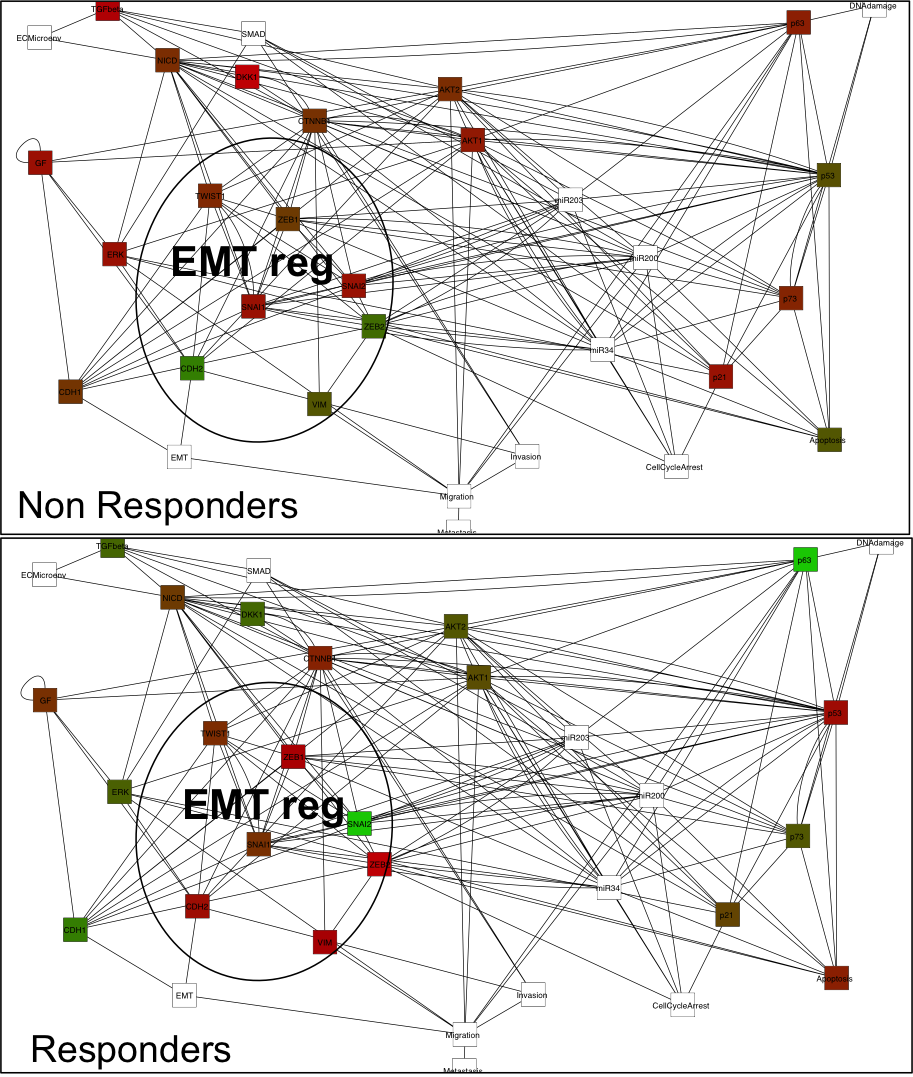 TGFbeta
DNAdamage
ECMicroenv
SMAD
p63
NICD
DKK1
AKT2
CTNNB1
AKT1
GF
p53
TWIST1
miR203
ZEB1
ERK
EMT reg
miR200
SNAI2
SNAI1
p73
ZEB2
miR34
CDH2
p21
CDH1
VIM
Apoptosis
EMT
Invasion
CellCycleArrest
Migration
Non Responders
Metastasis
TGFbeta
DNAdamage
ECMicroenv
SMAD
p63
NICD
DKK1
AKT2
CTNNB1
AKT1
GF
p53
TWIST1
miR203
ZEB1
ERK
EMT reg
miR200
SNAI2
SNAI1
p73
ZEB2
miR34
CDH2
p21
CDH1
VIM
Apoptosis
EMT
Invasion
CellCycleArrest
Migration
Responders
Metastasis